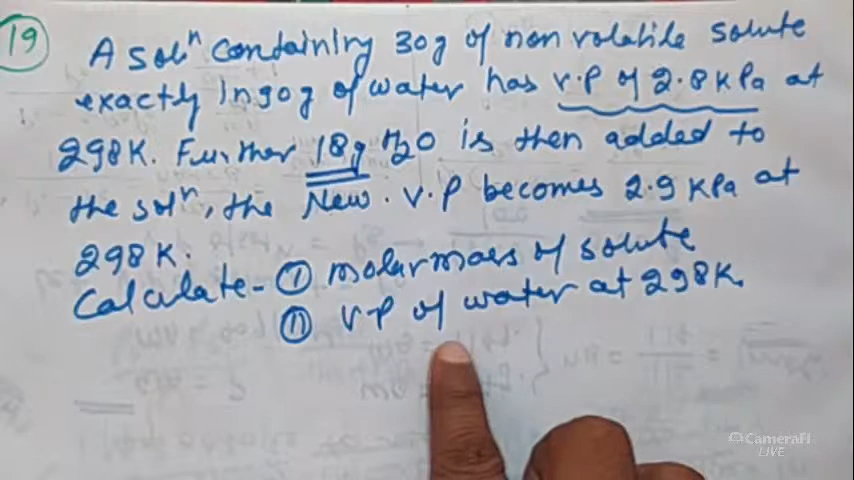 19
A solⁿ containing 30g of non volatile solute
exactly in 90g of water has v.p of 2.8 kPa at
298K. Further 18g H2O is then added to
the solⁿ, the New. v.p becomes 2.9 KPa at
298K.
Calculate - ① molar mass of solute
② v.p of water at 298K.
CameraFI
LIVE